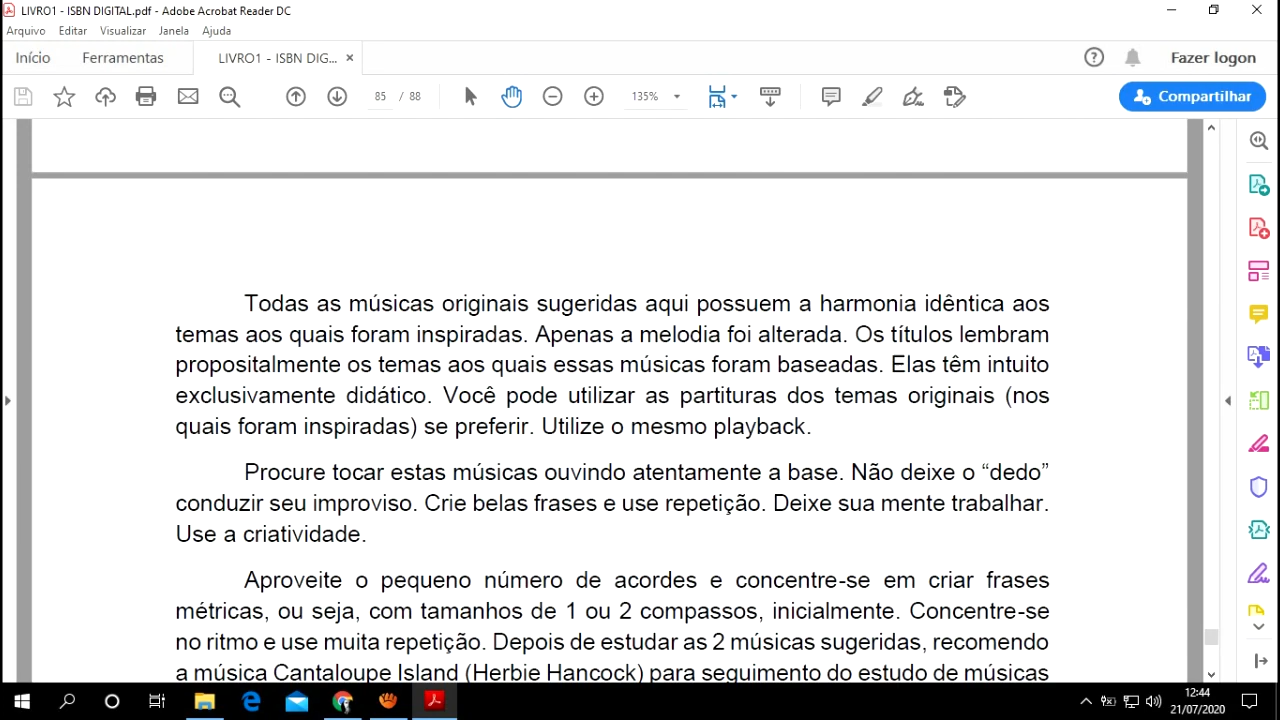 LIVRO1 - ISBN DIGITAL.pdf - Adobe Acrobat Reader DC
Arquivo Editar Visualizar Janela Ajuda
Início Ferramentas LIVRO1 - ISBN DIG... × Fazer logon
85 / 88 135% Compartilhar
Todas as músicas originais sugeridas aqui possuem a harmonia idêntica aos
temas aos quais foram inspiradas. Apenas a melodia foi alterada. Os títulos lembram
propositalmente os temas aos quais essas músicas foram baseadas. Elas têm intuito
exclusivamente didático. Você pode utilizar as partituras dos temas originais (nos
quais foram inspiradas) se preferir. Utilize o mesmo playback.
Procure tocar estas músicas ouvindo atentamente a base. Não deixe o “dedo”
conduzir seu improviso. Crie belas frases e use repetição. Deixe sua mente trabalhar.
Use a criatividade.
Aproveite o pequeno número de acordes e concentre-se em criar frases
métricas, ou seja, com tamanhos de 1 ou 2 compassos, inicialmente. Concentre-se
no ritmo e use muita repetição. Depois de estudar as 2 músicas sugeridas, recomendo
a música Cantaloupe Island (Herbie Hancock) para seguimento do estudo de músicas
12:44
21/07/2020